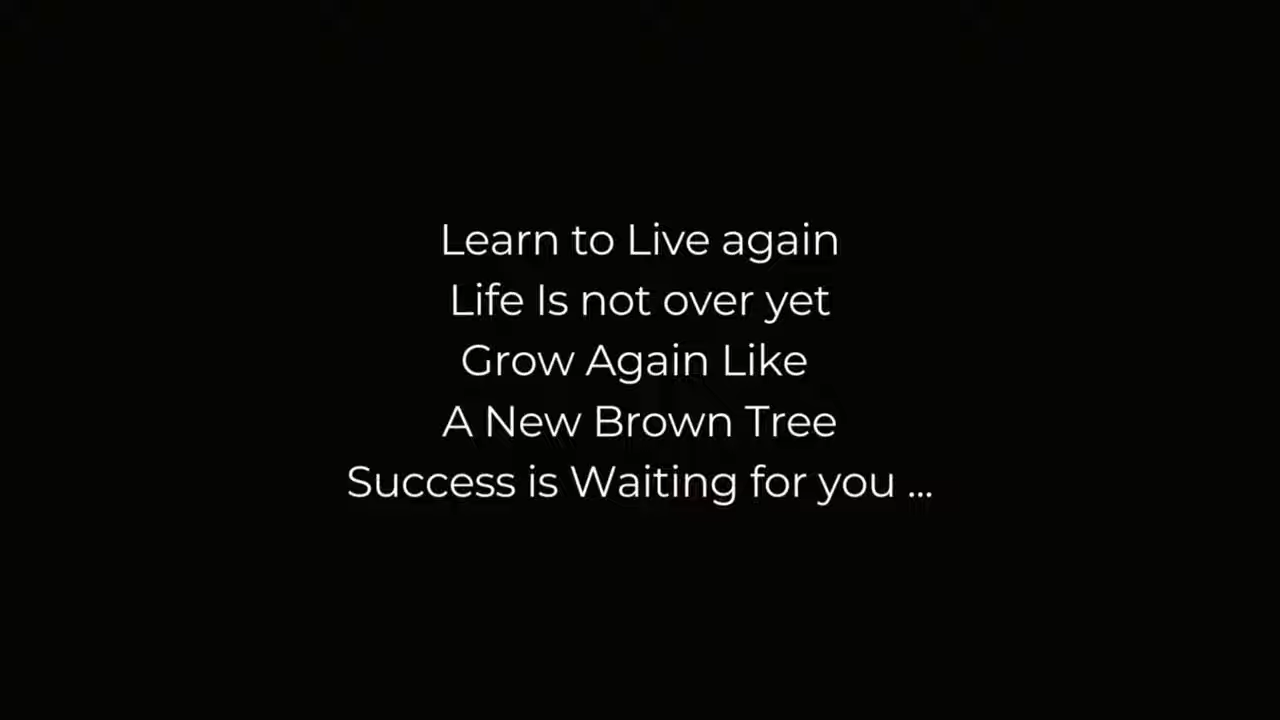 Learn to Live again
Life Is not over yet
Grow Again Like
A New Brown Tree
Success is Waiting for you ...